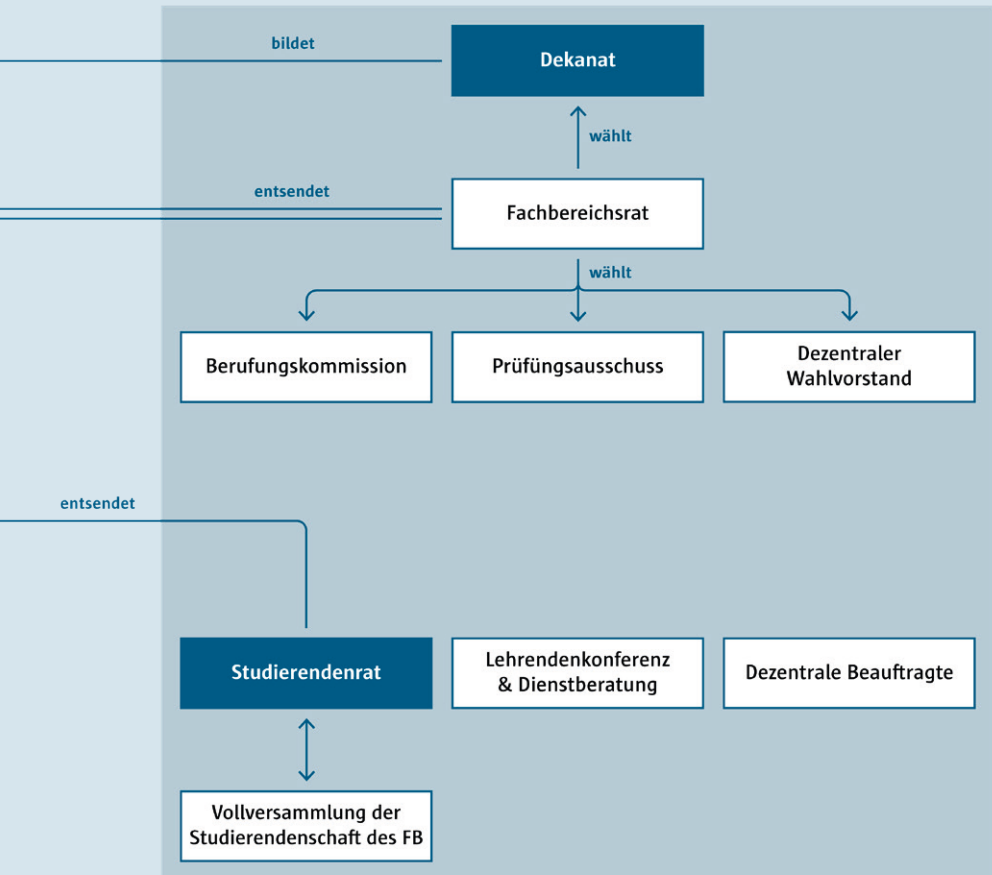 bildet
Dekanat
wählt
entsendet
Fachbereichsrat
wählt
Berufungskommission
Prüfüngsausschuss
Dezentraler
Wahlvorstand
entsendet
Studierendenrat
Lehrendenkonferenz
& Dienstberatung
Dezentrale Beauftragte
Vollversammlung der
Studierendenschaft des FB